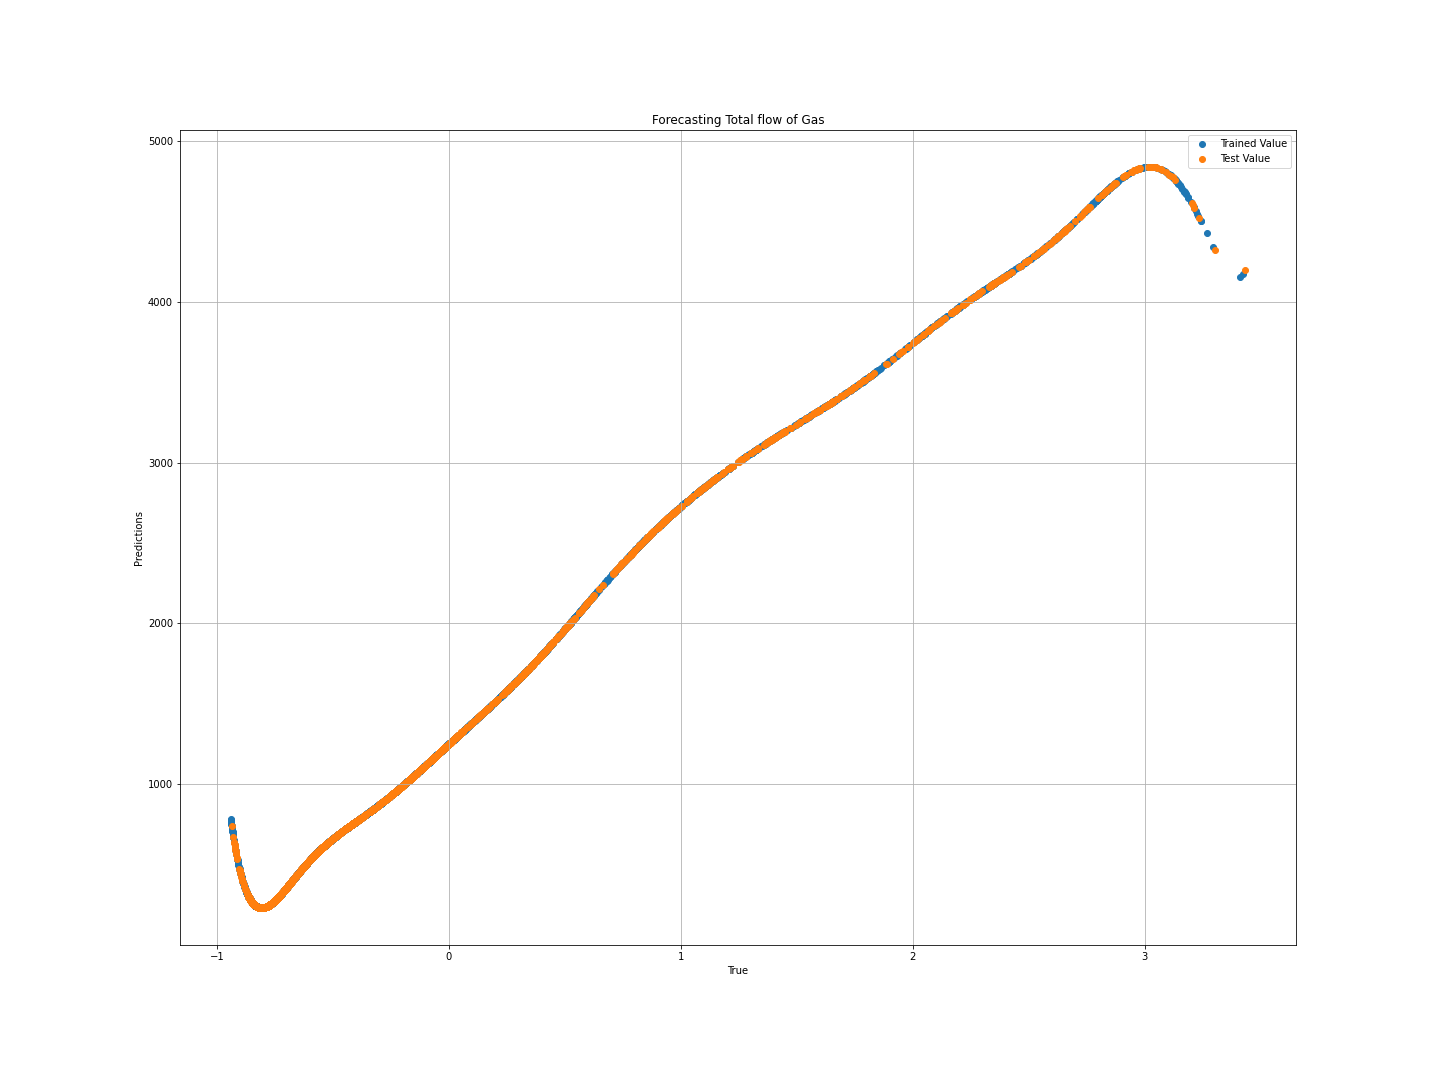 Forecasting Total flow of Gas
Trained Value
Test Value
5000
4000
3000
2000
1000
Predictions
−1
0
1
2
3
True